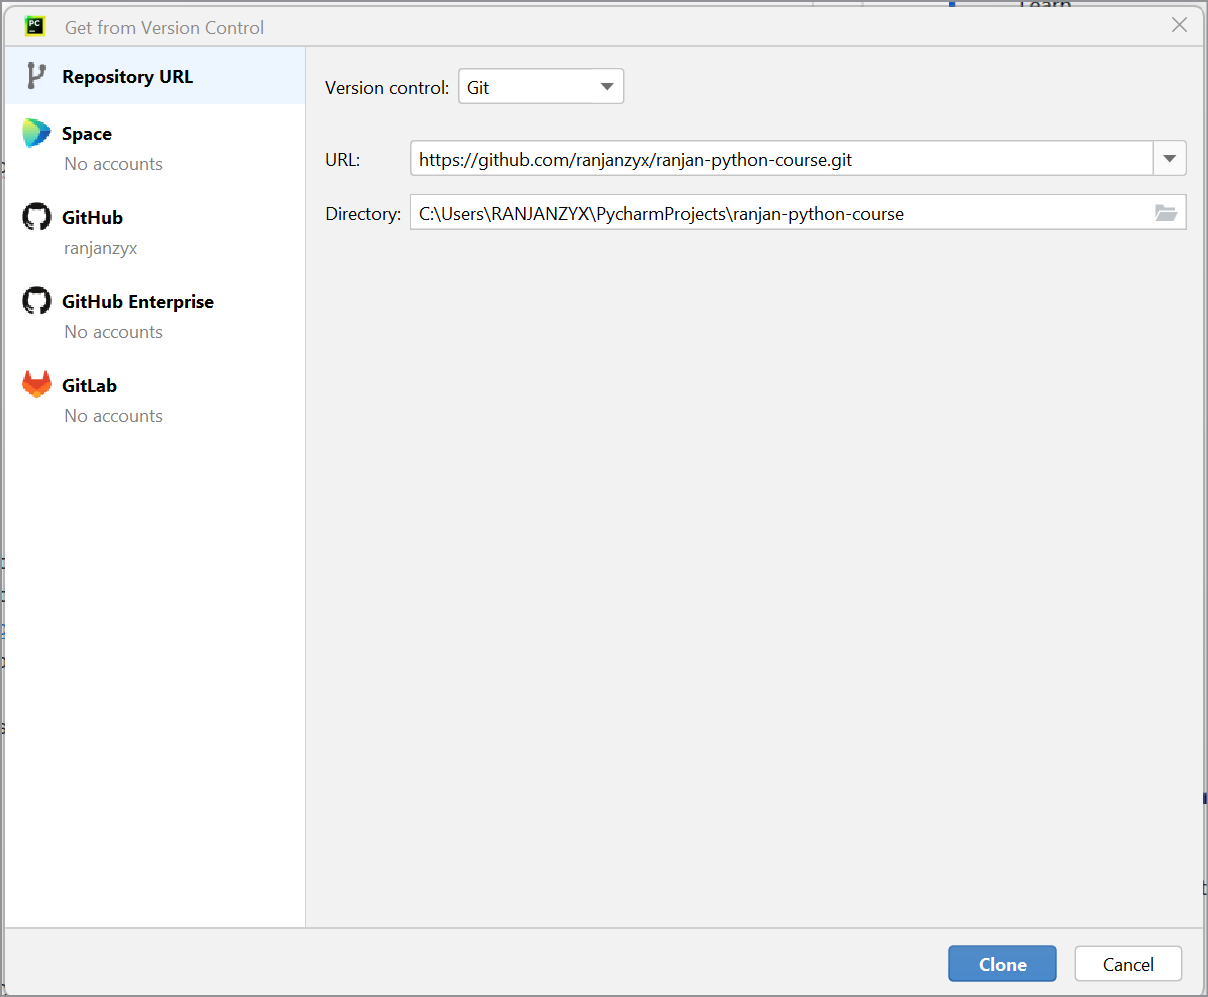 PC
Get from Version Control
Repository URL
Space
No accounts
GitHub
ranjanzyx
GitHub Enterprise
No accounts
GitLab
No accounts
Version control: Git
URL: https://github.com/ranjanzyx/ranjan-python-course.git
Directory: C:\Users\RANJANZYX\PycharmProjects\ranjan-python-course
Clone Cancel